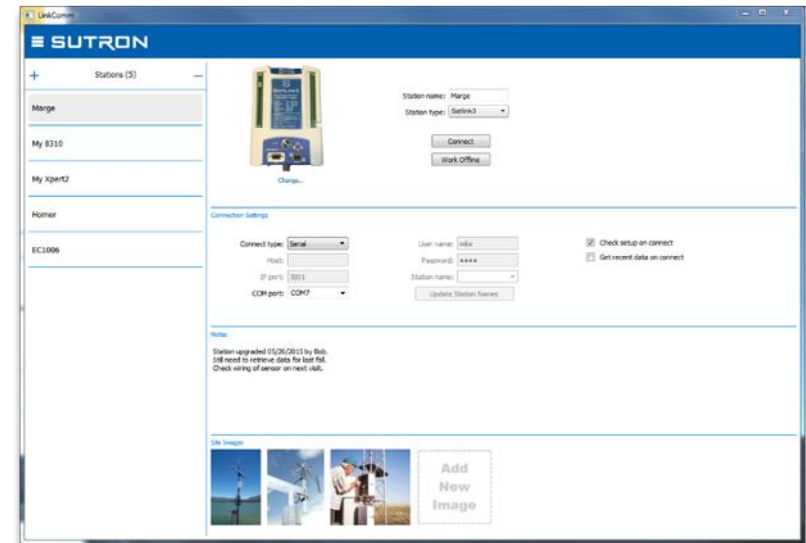 LinkComm
SUTRON
Stations (5)
Marge
My 8310
My Xpert2
Homer
EC1006
Station name: Marge
Station type: Satlink3
Connect
Work Offline
Change...
Connection Settings
Connect type: Serial
Host:
IP port: 3001
COM port: COM7
User name: mike
Password: ****
Station name:
Update Station Names
Check setup on connect
Get recent data on connect
Notes
Station upgraded 05/26/2015 by Bob.
Still need to retrieve data for last fall.
Check wiring of sensor on next visit.
Site Images
Add
New
Image